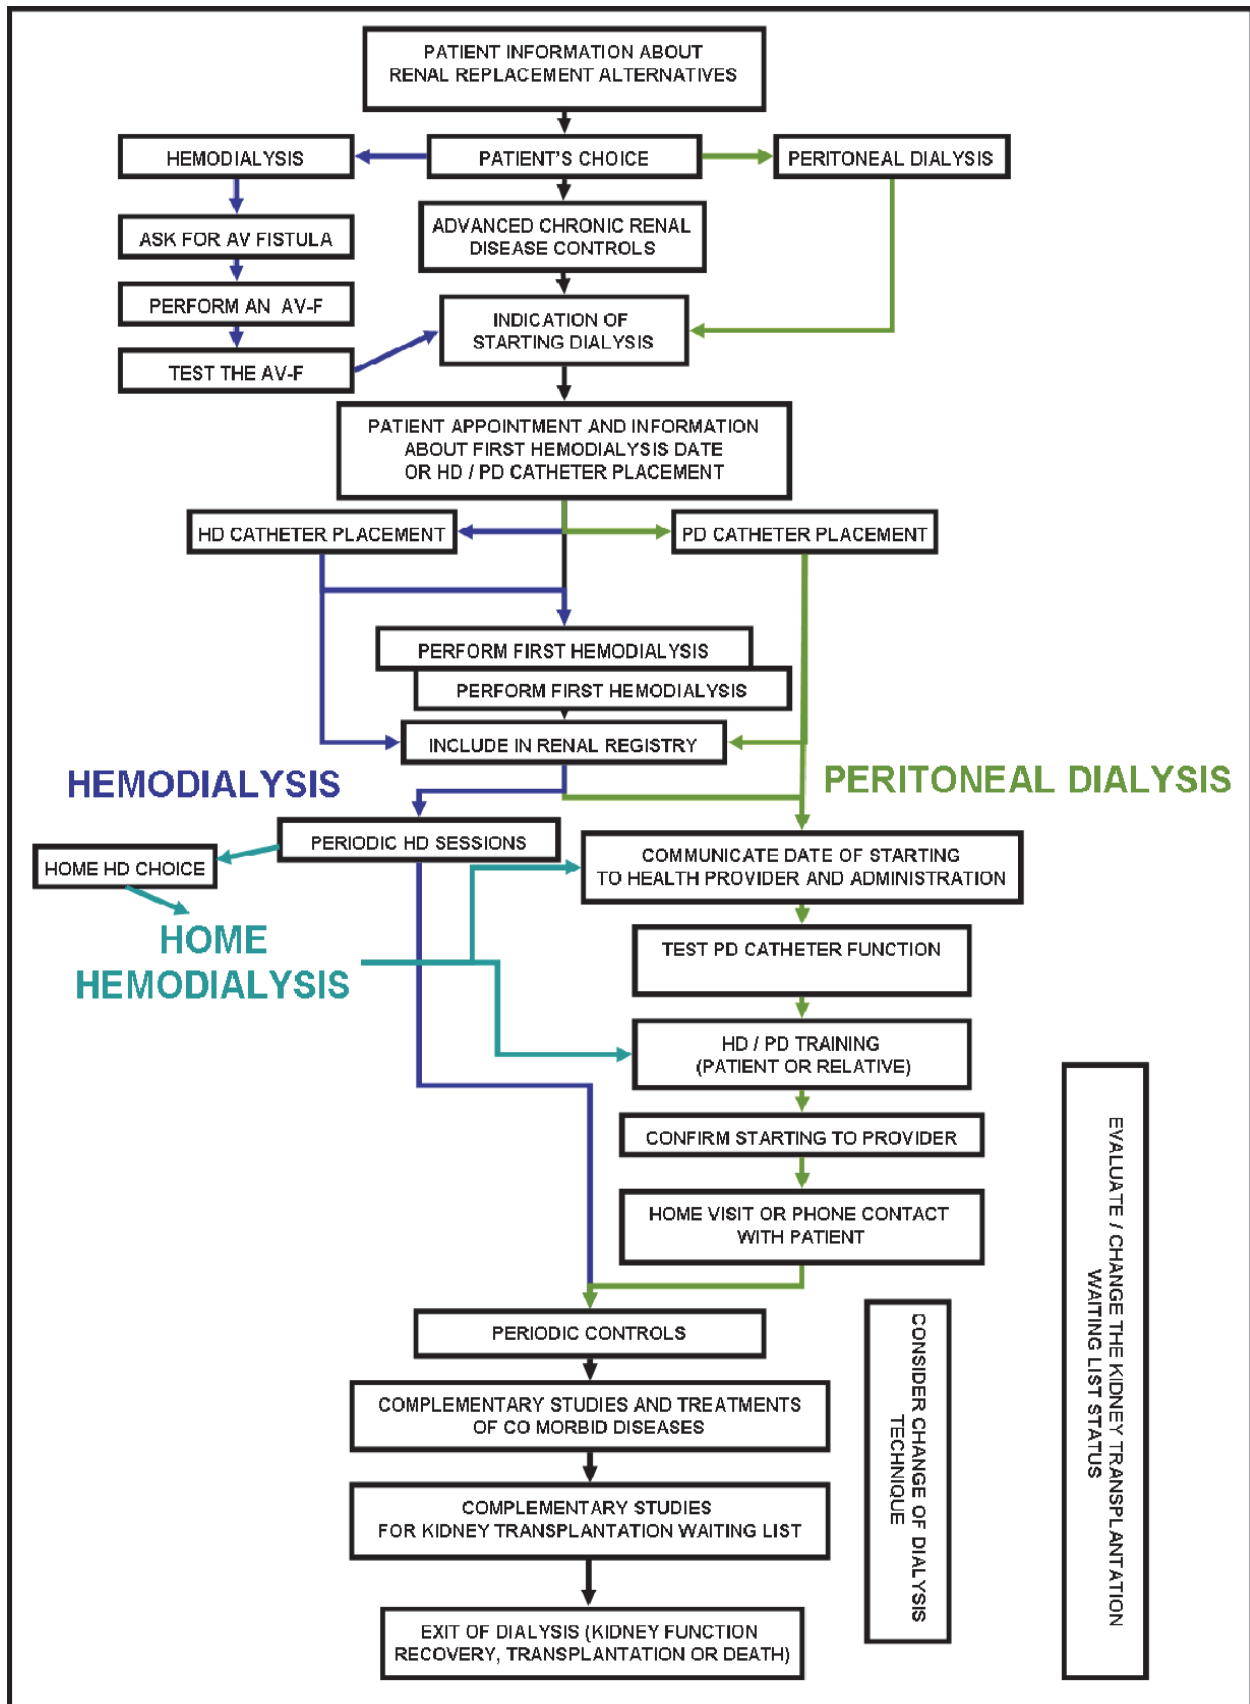 PATIENT INFORMATION ABOUT
RENAL REPLACEMENT ALTERNATIVES
HEMODIALYSIS
PATIENT'S CHOICE
PERITONEAL DIALYSIS
ASK FOR AV FISTULA
ADVANCED CHRONIC RENAL
DISEASE CONTROLS
PERFORM AN AV-F
INDICATION OF
STARTING DIALYSIS
TEST THE AV-F
PATIENT APPOINTMENT AND INFORMATION
ABOUT FIRST HEMODIALYSIS DATE
OR HD / PD CATHETER PLACEMENT
HD CATHETER PLACEMENT
PD CATHETER PLACEMENT
PERFORM FIRST HEMODIALYSIS
PERFORM FIRST HEMODIALYSIS
INCLUDE IN RENAL REGISTRY
HEMODIALYSIS
PERITONEAL DIALYSIS
PERIODIC HD SESSIONS
HOME HD CHOICE
COMMUNICATE DATE OF STARTING
TO HEALTH PROVIDER AND ADMINISTRATION
HOME
HEMODIALYSIS
TEST PD CATHETER FUNCTION
HD / PD TRAINING
(PATIENT OR RELATIVE)
CONFIRM STARTING TO PROVIDER
HOME VISIT OR PHONE CONTACT
WITH PATIENT
EVALUATE / CHANGE THE KIDNEY TRANSPLANTATION
WAITING LIST STATUS
PERIODIC CONTROLS
CONSIDER CHANGE OF DIALYSIS
TECHNIQUE
COMPLEMENTARY STUDIES AND TREATMENTS
OF CO MORBID DISEASES
COMPLEMENTARY STUDIES
FOR KIDNEY TRANSPLANTATION WAITING LIST
EXIT OF DIALYSIS (KIDNEY FUNCTION
RECOVERY, TRANSPLANTATION OR DEATH)